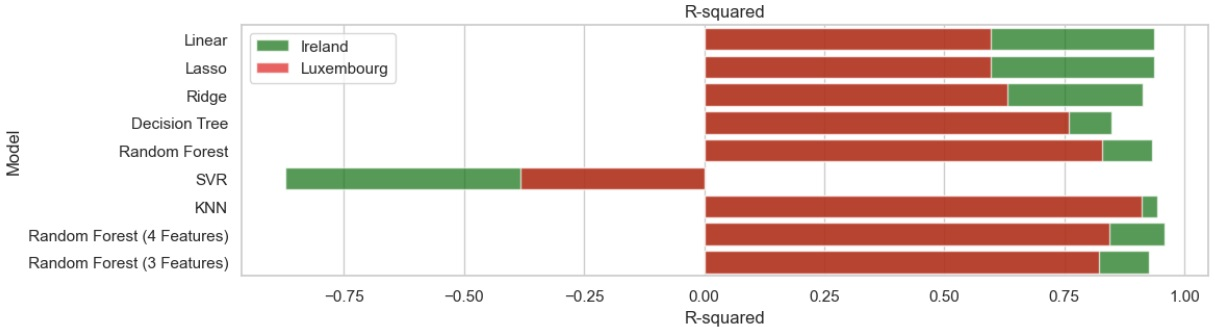 R-squared
Ireland
Luxembourg
Model
Linear
Lasso
Ridge
Decision Tree
Random Forest
SVR
KNN
Random Forest (4 Features)
Random Forest (3 Features)
−0.75 −0.50 −0.25 0.00 0.25 0.50 0.75 1.00
R-squared